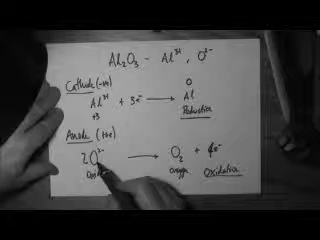 Al₂O₃ – Al³⁺, O²⁻
Cathode (-ve)
Al³⁺ + 3e⁻ → Al
+3 0
Reduction
Anode (+ve)
2O²⁻ → O₂ + 4e⁻
oxygen Oxidation